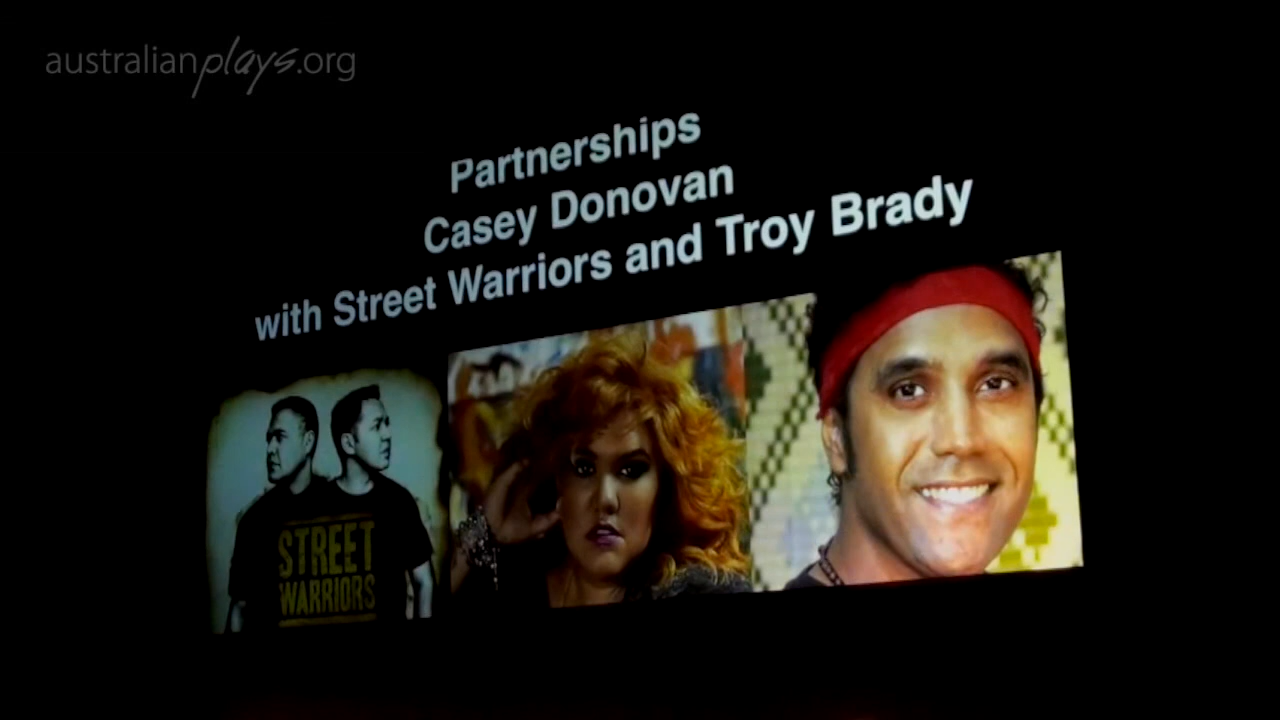 australianplays.org
Partnerships
Casey Donovan
with Street Warriors and Troy Brady
STREET
WARRIORS